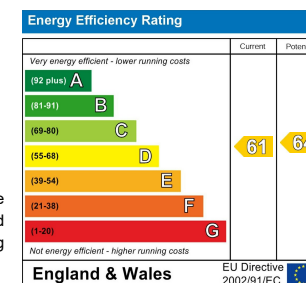 Energy Efficiency Rating
Current
Very energy efficient - lower running costs
(92 plus) A
(81-91) B
(69-80) C
(55-68) D
(39-54) E
(21-38) F
(1-20) G
61
Not energy efficient - higher running costs
England & Wales
EU Directive
2002/91/EC